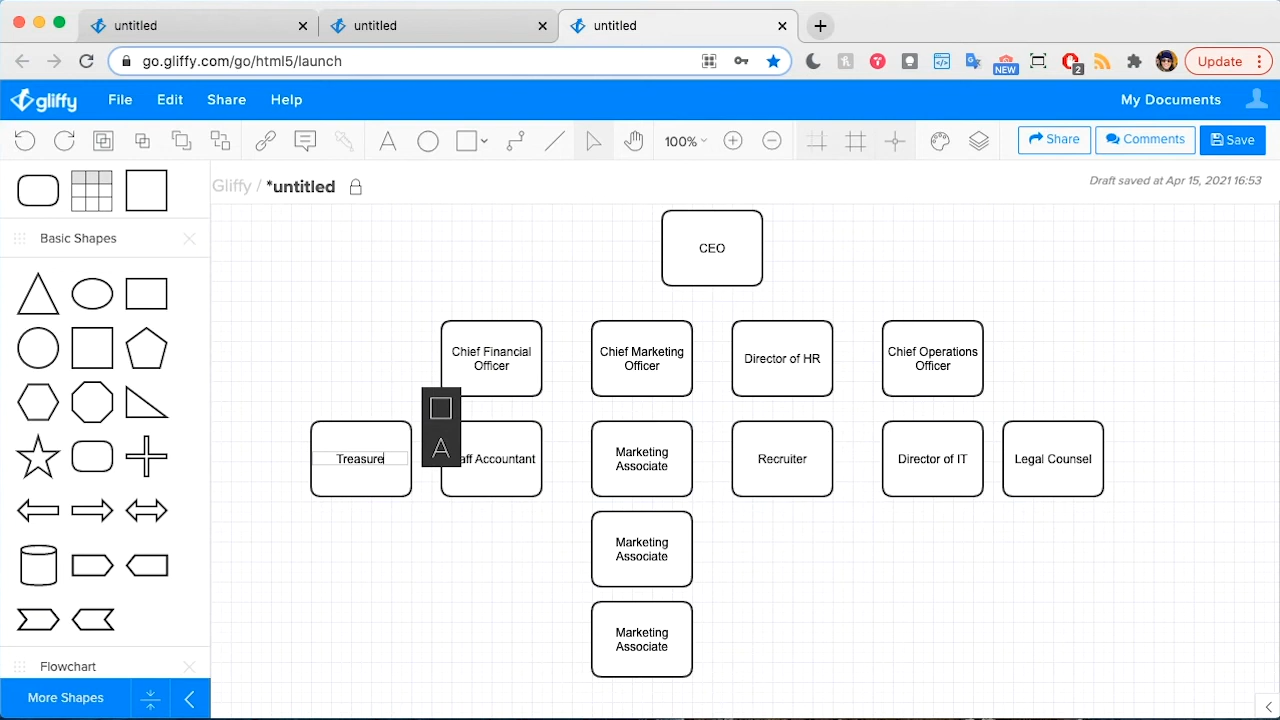 untitled
untitled
untitled
go.gliffy.com/go/html5/launch
NEW
2
Update
gliffy
File
Edit
Share
Help
My Documents
100%
Share
Comments
Save
Gliffy / *untitled
Draft saved at Apr 15, 2021 16:53
Basic Shapes
CEO
Chief Financial
Officer
Chief Marketing
Officer
Director of HR
Chief Operations
Officer
Treasure
aff Accountant
Marketing
Associate
Recruiter
Director of IT
Legal Counsel
Marketing
Associate
Marketing
Associate
Flowchart
More Shapes